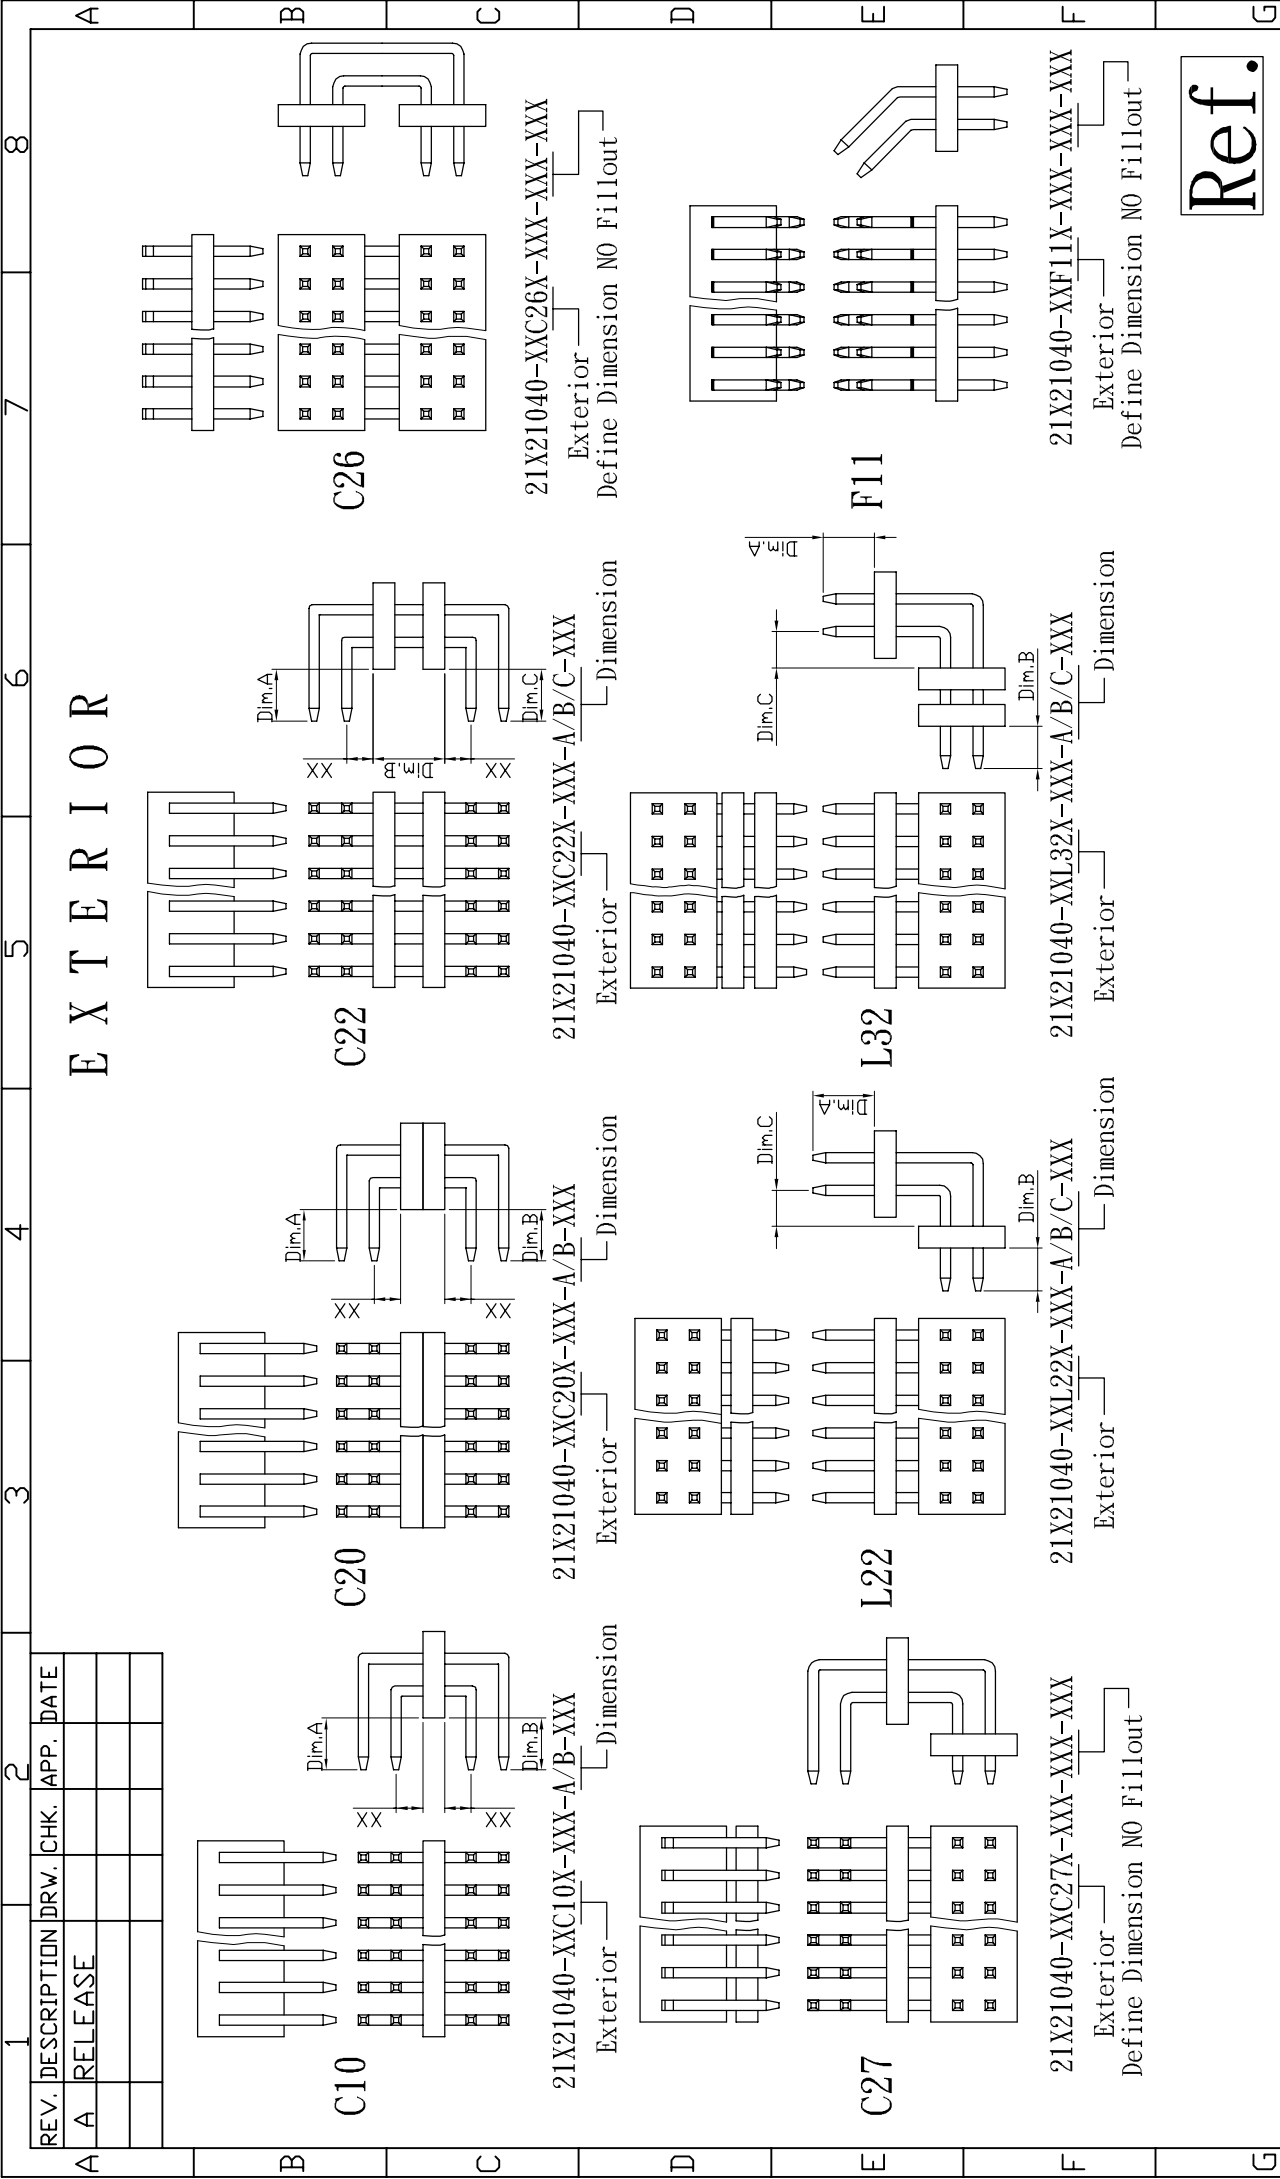 1
2
3
4
5
6
7
8
A
B
C
D
E
F
G
A
B
C
D
E
F
G
REV. DESCRIPTION DRW. CHK. APP. DATE
A RELEASE
EXTERIOR
Dim.A
Dim.B
XX
XX
C10
21X21040-XXC10X-XXX-A/B-XXX
Exterior
Dimension
Dim.A
Dim.B
XX
XX
C20
21X21040-XXC20X-XXX-A/B-XXX
Exterior
Dimension
Dim.A
Dim.B
Dim.C
XX
XX
C22
21X21040-XXC22X-XXX-A/B/C-XXX
Exterior
Dimension
C26
21X21040-XXC26X-XXX-XXX-XXX
Exterior
Define Dimension NO Fillout
C27
21X21040-XXC27X-XXX-XXX-XXX
Exterior
Define Dimension NO Fillout
Dim.C
Dim.A
Dim.B
L22
21X21040-XXL22X-XXX-A/B/C-XXX
Exterior
Dimension
Dim.C
Dim.A
Dim.B
L32
21X21040-XXL32X-XXX-A/B/C-XXX
Exterior
Dimension
F11
21X21040-XXF11X-XXX-XXX-XXX
Exterior
Define Dimension NO Fillout
Ref.